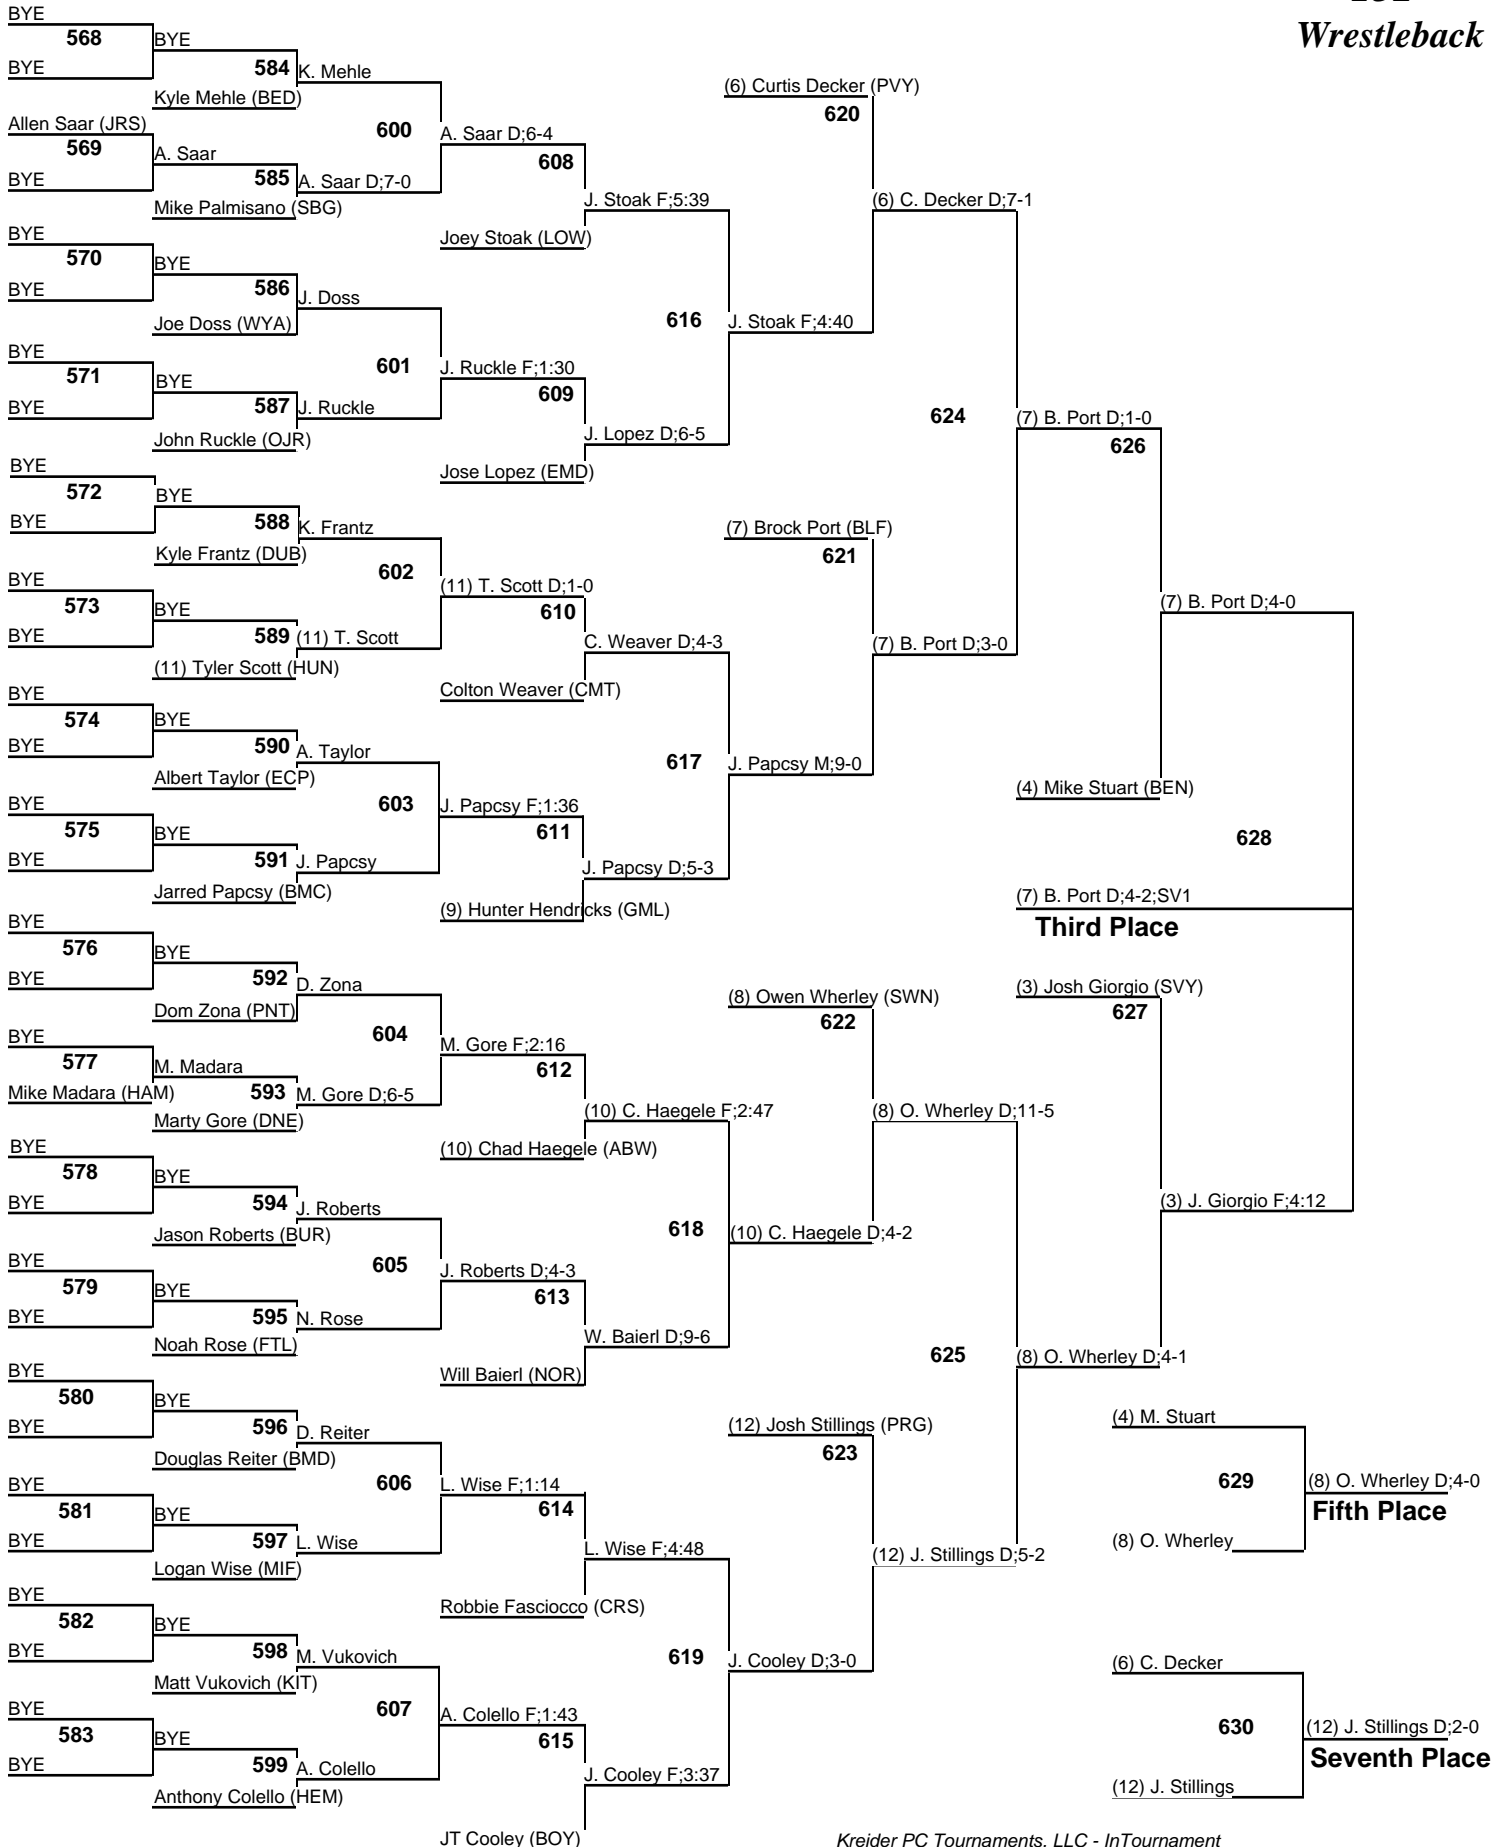 Wrestleback
BYE
568
BYE
BYE
584
K. Mehle
Kyle Mehle (BED)
600
Allen Saar (JRS)
569
BYE
A. Saar
585
A. Saar D;7-0
Mike Palmisano (SBG)
A. Saar D;6-4
608
J. Stoak F;5:39
Joey Stoak (LOW)
BYE
570
BYE
BYE
586
J. Doss
Joe Doss (WYA)
601
BYE
571
BYE
BYE
587
J. Ruckle
John Ruckle (OJR)
J. Ruckle F;1:30
609
J. Lopez D;6-5
Jose Lopez (EMD)
616
J. Stoak F;4:40
(6) Curtis Decker (PVY)
620
(6) C. Decker D;7-1
BYE
572
BYE
BYE
588
K. Frantz
Kyle Frantz (DUB)
602
BYE
573
BYE
BYE
589
(11) T. Scott
(11) Tyler Scott (HUN)
(11) T. Scott D;1-0
610
C. Weaver D;4-3
Colton Weaver (CMT)
BYE
574
BYE
BYE
590
A. Taylor
Albert Taylor (ECP)
603
BYE
575
BYE
BYE
591
J. Papcsy
Jarred Papcsy (BMC)
J. Papcsy F;1:36
611
J. Papcsy D;5-3
(9) Hunter Hendricks (GML)
617
J. Papcsy M;9-0
(7) Brock Port (BLF)
621
(7) B. Port D;3-0
624
(7) B. Port D;1-0
626
(7) B. Port D;4-0
(4) Mike Stuart (BEN)
628
(7) B. Port D;4-2;SV1
Third Place
BYE
576
BYE
BYE
592
D. Zona
Dom Zona (PNT)
604
BYE
577
Mike Madara (HAM)
M. Madara
593
M. Gore D;6-5
Marty Gore (DNE)
M. Gore F;2:16
612
(10) C. Haegele F;2:47
(10) Chad Haegele (ABW)
BYE
578
BYE
BYE
594
J. Roberts
Jason Roberts (BUR)
605
BYE
579
BYE
BYE
595
N. Rose
Noah Rose (FTL)
J. Roberts D;4-3
613
W. Baierl D;9-6
Will Baierl (NOR)
618
(10) C. Haegele D;4-2
(8) Owen Wherley (SWN)
622
(8) O. Wherley D;11-5
(3) Josh Giorgio (SVY)
627
(3) J. Giorgio F;4:12
BYE
580
BYE
BYE
596
D. Reiter
Douglas Reiter (BMD)
606
BYE
581
BYE
BYE
597
L. Wise
Logan Wise (MIF)
L. Wise F;1:14
614
L. Wise F;4:48
Robbie Fasciocco (CRS)
BYE
582
BYE
BYE
598
M. Vukovich
Matt Vukovich (KIT)
607
BYE
583
BYE
BYE
599
A. Colello
Anthony Colello (HEM)
A. Colello F;1:43
615
J. Cooley F;3:37
JT Cooley (BOY)
619
J. Cooley D;3-0
(12) Josh Stillings (PRG)
623
(12) J. Stillings D;5-2
625
(8) O. Wherley D;4-1
(4) M. Stuart
629
(8) O. Wherley
(8) O. Wherley D;4-0
Fifth Place
(6) C. Decker
630
(12) J. Stillings
(12) J. Stillings D;2-0
Seventh Place
Kreider PC Tournaments, LLC - InTournament